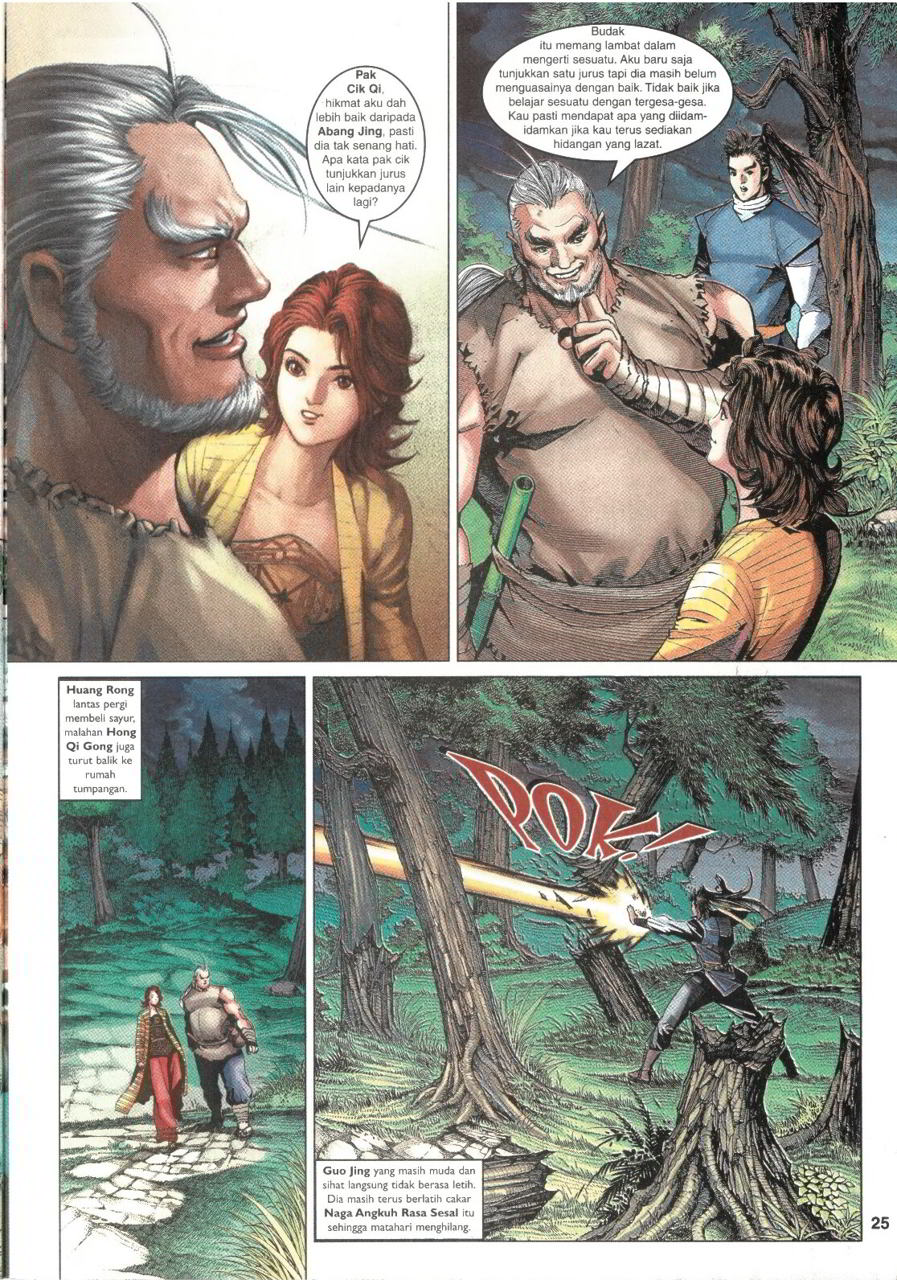 Pak
Cik Qi,
hikmat aku dah
lebih baik daripada
Abang Jing, pasti
dia tak senang hati.
Apa kata pak cik
tunjukkan jurus
lain kepadanya
lagi?
Budak
itu memang lambat dalam
mengerti sesuatu. Aku baru saja
tunjukkan satu jurus tapi dia masih belum
menguasainya dengan baik. Tidak baik jika
belajar sesuatu dengan tergesa-gesa.
Kau pasti mendapat apa yang diidam-
idamkan jika kau terus sediakan
hidangan yang lazat.
Huang Rong
lantas pergi
membeli sayur,
malahan Hong
Qi Gong juga
turut balik ke
rumah
tumpangan.
POK!
Guo Jing yang masih muda dan
sihat langsung tidak berasa letih.
Dia masih terus berlatih cakar
Naga Angkuh Rasa Sesal itu
sehingga matahari menghilang.
25